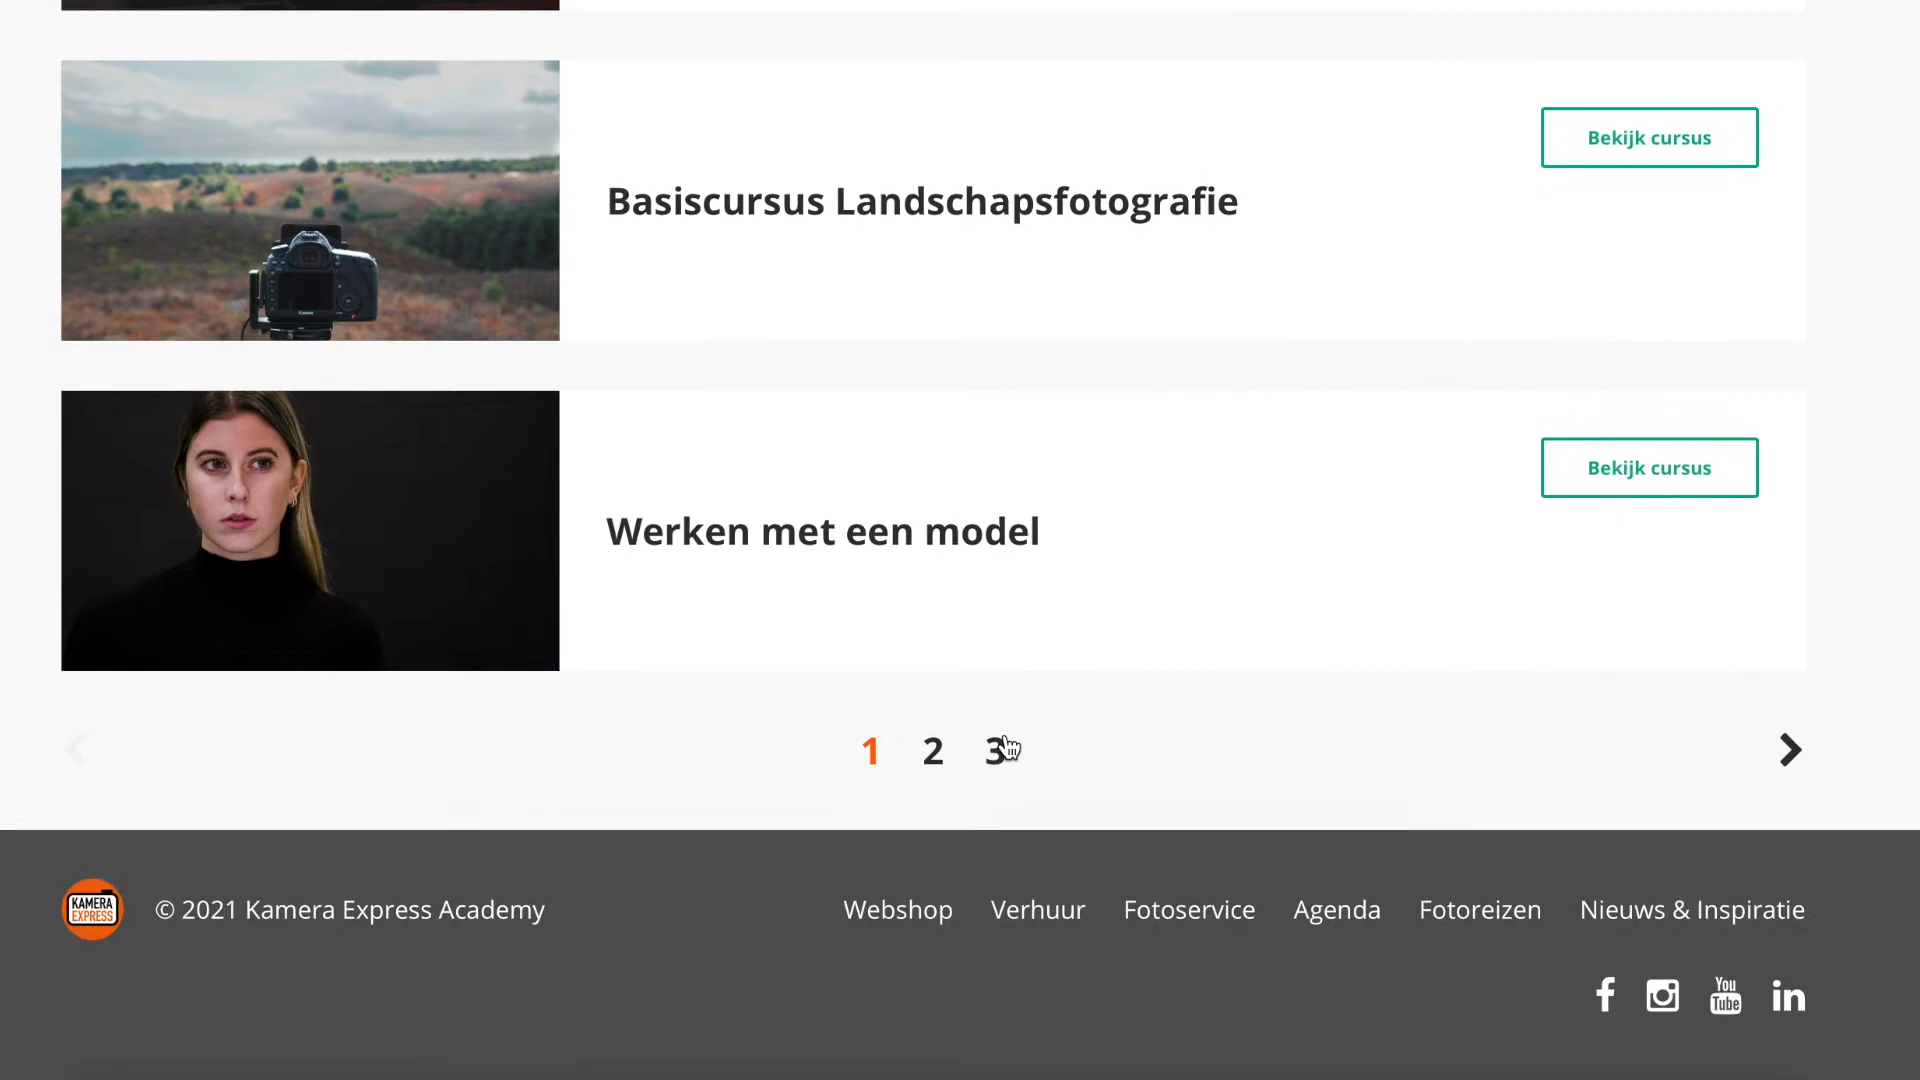 Bekijk cursus
Basiscursus Landschapsfotografie
Canon
Bekijk cursus
Werken met een model
1 2 3
KAMERA
EXPRESS
© 2021 Kamera Express Academy
Webshop Verhuur Fotoservice Agenda Fotoreizen Nieuws & Inspiratie
You
Tube